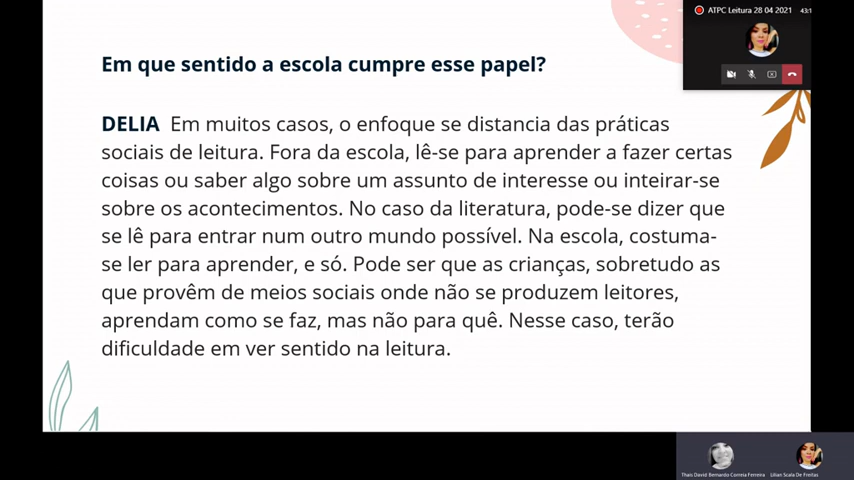 ATPC Leitura 28 04 2021
43:1
Em que sentido a escola cumpre esse papel?
DELIA Em muitos casos, o enfoque se distancia das práticas
sociais de leitura. Fora da escola, lê-se para aprender a fazer certas
coisas ou saber algo sobre um assunto de interesse ou inteirar-se
sobre os acontecimentos. No caso da literatura, pode-se dizer que
se lê para entrar num outro mundo possível. Na escola, costuma-
se ler para aprender, e só. Pode ser que as crianças, sobretudo as
que provêm de meios sociais onde não se produzem leitores,
aprendam como se faz, mas não para quê. Nesse caso, terão
dificuldade em ver sentido na leitura.
Thais David Bernardo Correia Ferreira
Lilian Scala De Freitas